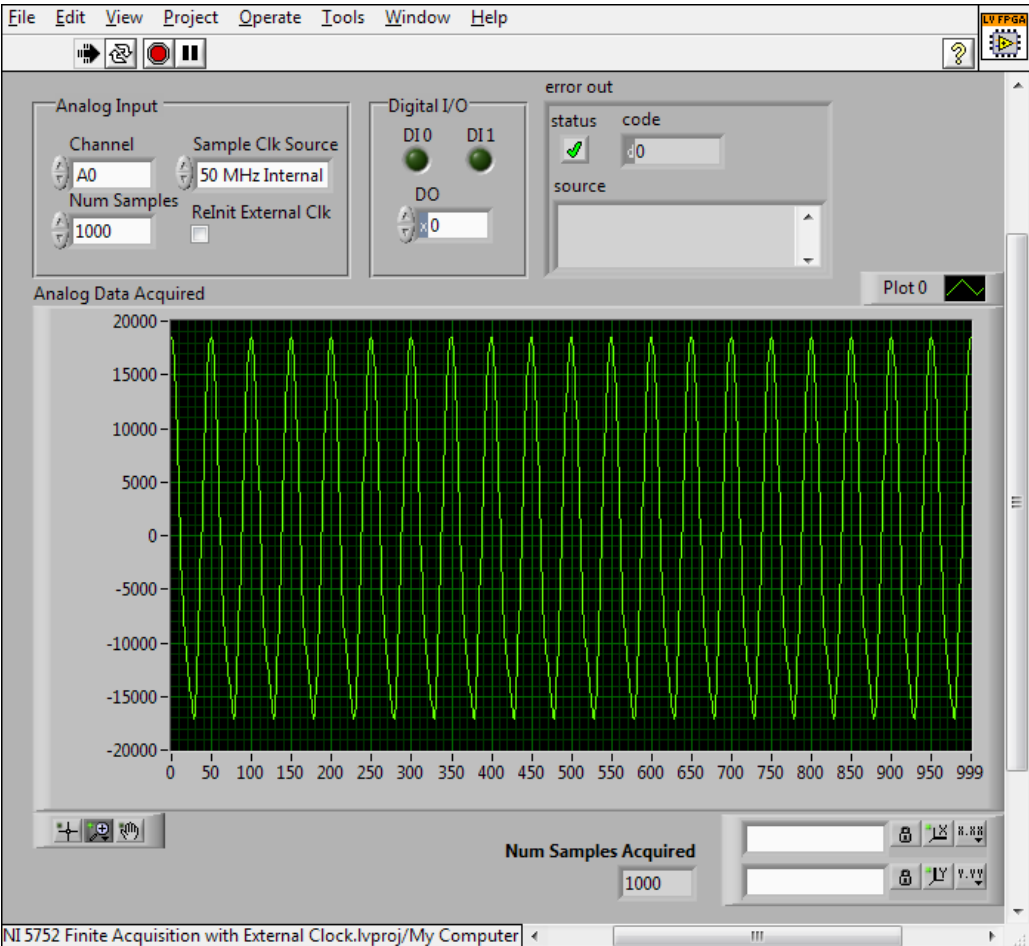 File Edit View Project Operate Tools Window Help
LV FPGA
?
Analog Input
Digital I/O
error out
Channel
Sample Clk Source
DI 0
DI 1
status
code
A0
50 MHz Internal
d0
Num Samples
ReInit External Clk
DO
source
1000
x0
Analog Data Acquired
Plot 0
20000
15000
10000
5000
0
-5000
-10000
-15000
-20000
0 50 100 150 200 250 300 350 400 450 500 550 600 650 700 750 800 850 900 950 999
Num Samples Acquired
1000
X
X.XX
Y
Y.YY
NI 5752 Finite Acquisition with External Clock.lvproj/My Computer